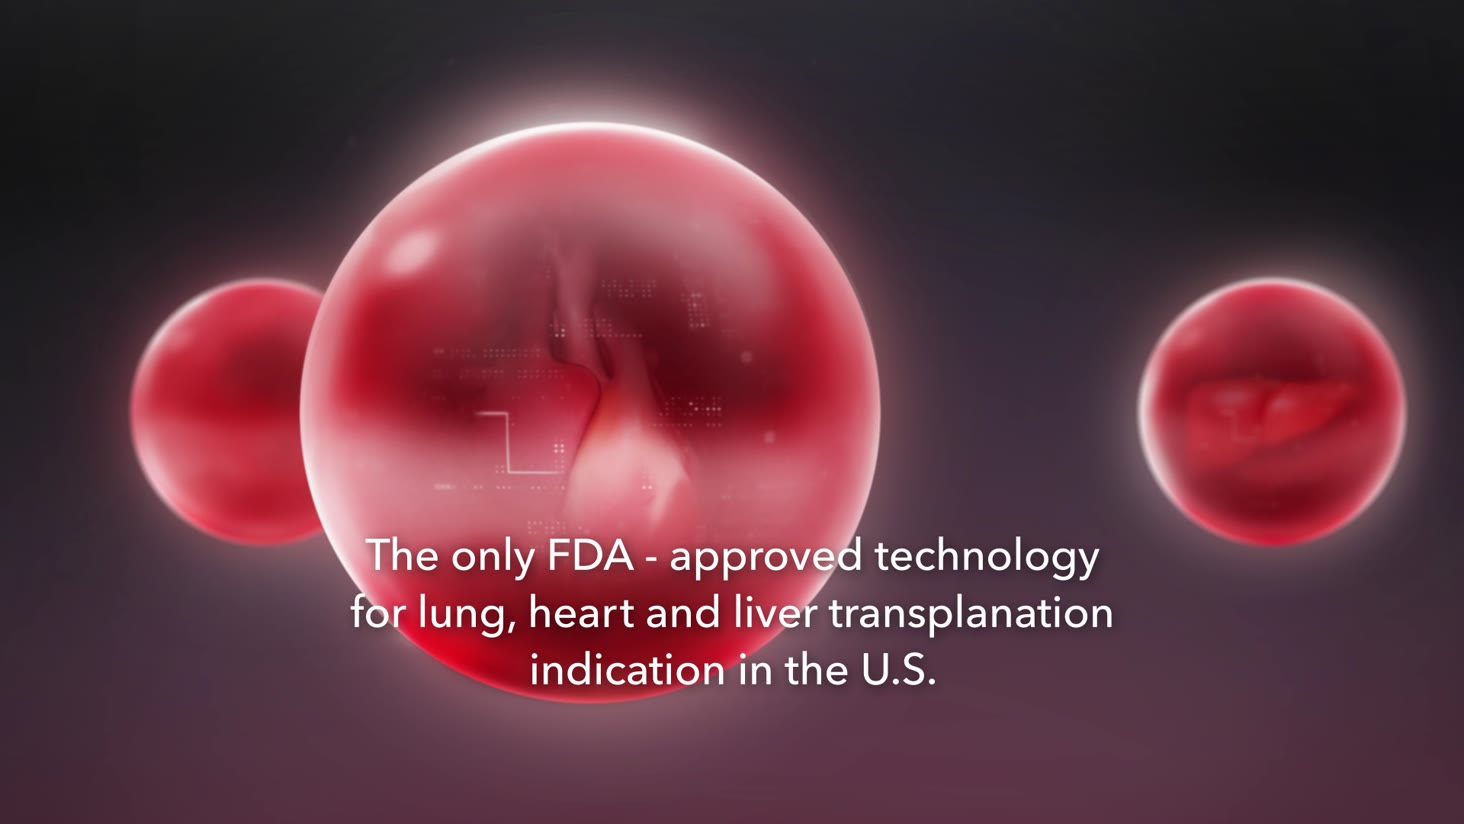 The only FDA - approved technology
for lung, heart and liver transplanation
indication in the U.S.